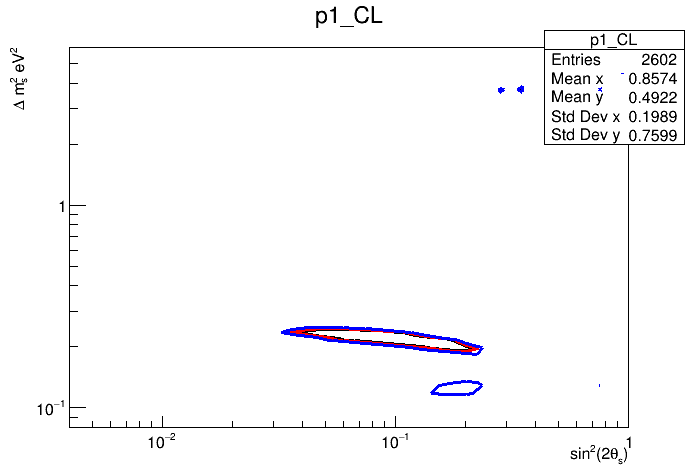 p1_CL
p1_CL
Entries 2602
Mean x -0.8574
Mean y 0.4922
Std Dev x 0.1989
Std Dev y 0.7599
Δ m²ₛ eV²
1
10⁻¹
10⁻² 10⁻¹ 1
sin²(2θₛ)